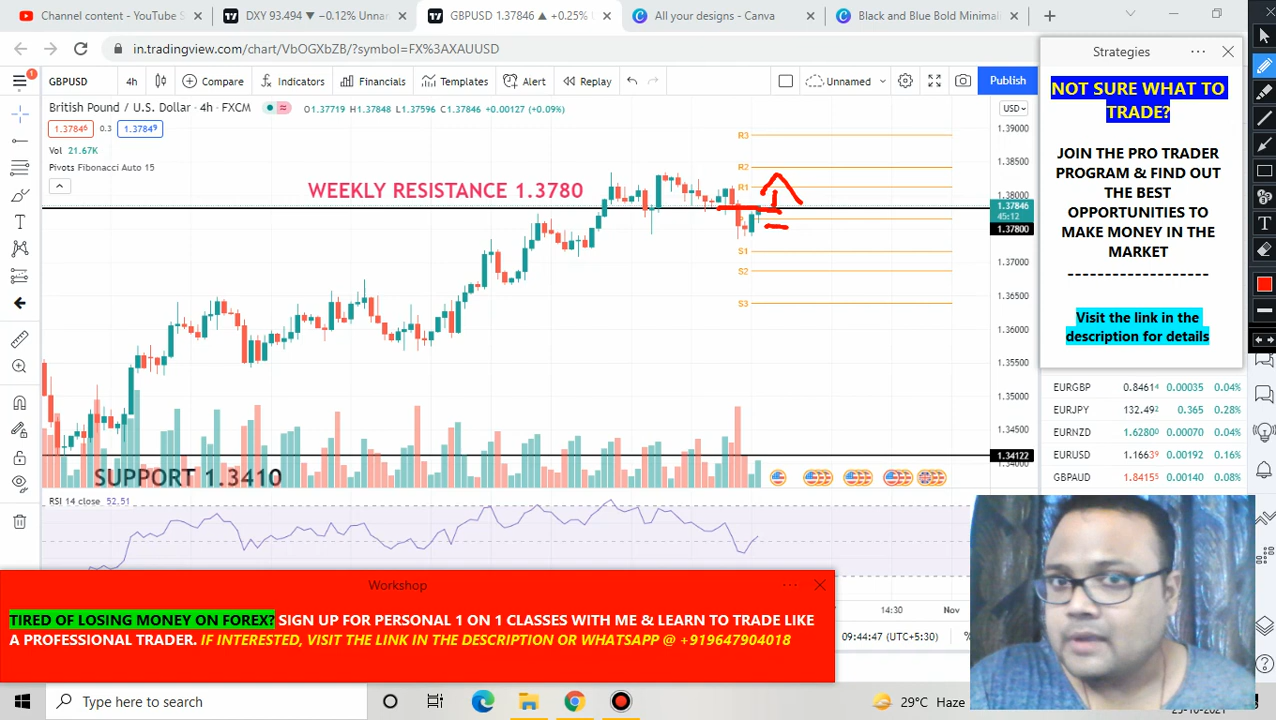 Content - YouTube S
DXY 93.494 ▼ −0.12% Unnar
GBPUSD 1.37846 ▲ +0.25%
All your designs - Canva
Black and Blue Bold Minima
in.tradingview.com/chart/VbOGXbZB/?symbol=FX%3AXAUUSD
1
GBPUSD
4h
Compare
Indicators
Financials
Templates
Alert
Replay
Unnamed
Publish
British Pound / U.S. Dollar · 4h · FXCM
O1.37719 H1.37848 L1.37596 C1.37846 +0.00127 (+0.09%)
USD
1.37846
0.3
1.37849
Vol 21.67K
Pivots Fibonacci Auto 15
WEEKLY RESISTANCE 1.3780
R3
R2
R1
S1
S2
S3
1.39000
1.38500
1.38000
1.37846
45:12
1.37800
1.37000
1.36500
1.36000
1.35500
1.35000
1.34500
1.34122
1.34000
SUPPORT 1.3410
RSI 14 close 52.51
14:30
Nov
09:44:47 (UTC+5:30)
%
Strategies
NOT SURE WHAT TO
TRADE?
JOIN THE PRO TRADER
PROGRAM & FIND OUT
THE BEST
OPPORTUNITIES TO
MAKE MONEY IN THE
MARKET
-------------------
Visit the link in the
description for details
EURGBP 0.84614 0.00035 0.04%
EURJPY 132.492 0.365 0.28%
EURNZD 1.62800 0.00070 0.04%
EURUSD 1.16639 0.00192 0.16%
GBPAUD 1.84155 0.00140 0.08%
Workshop
TIRED OF LOSING MONEY ON FOREX? SIGN UP FOR PERSONAL 1 ON 1 CLASSES WITH ME & LEARN TO TRADE LIKE
A PROFESSIONAL TRADER. IF INTERESTED, VISIT THE LINK IN THE DESCRIPTION OR WHATSAPP @ +919647904018
Type here to search
29°C Haze